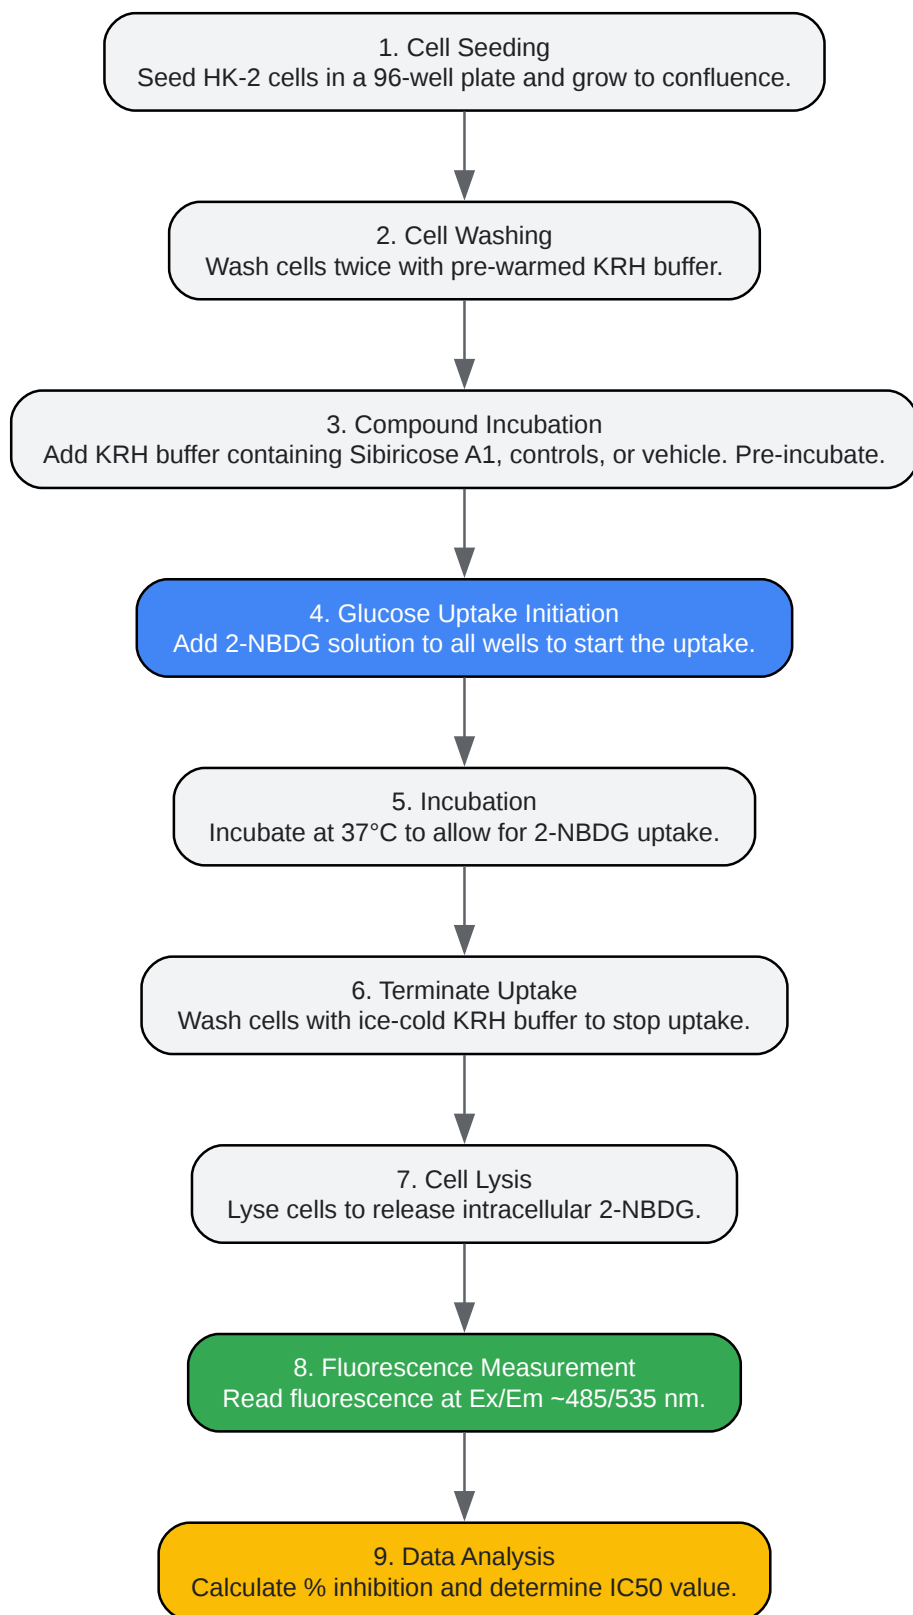 1. Cell Seeding
Seed HK-2 cells in a 96-well plate and grow to confluence.
2. Cell Washing
Wash cells twice with pre-warmed KRH buffer.
3. Compound Incubation
Add KRH buffer containing Sibiricose A1, controls, or vehicle. Pre-incubate.
4. Glucose Uptake Initiation
Add 2-NBDG solution to all wells to start the uptake.
5. Incubation
Incubate at 37°C to allow for 2-NBDG uptake.
6. Terminate Uptake
Wash cells with ice-cold KRH buffer to stop uptake.
7. Cell Lysis
Lyse cells to release intracellular 2-NBDG.
8. Fluorescence Measurement
Read fluorescence at Ex/Em ~485/535 nm.
9. Data Analysis
Calculate % inhibition and determine IC50 value.